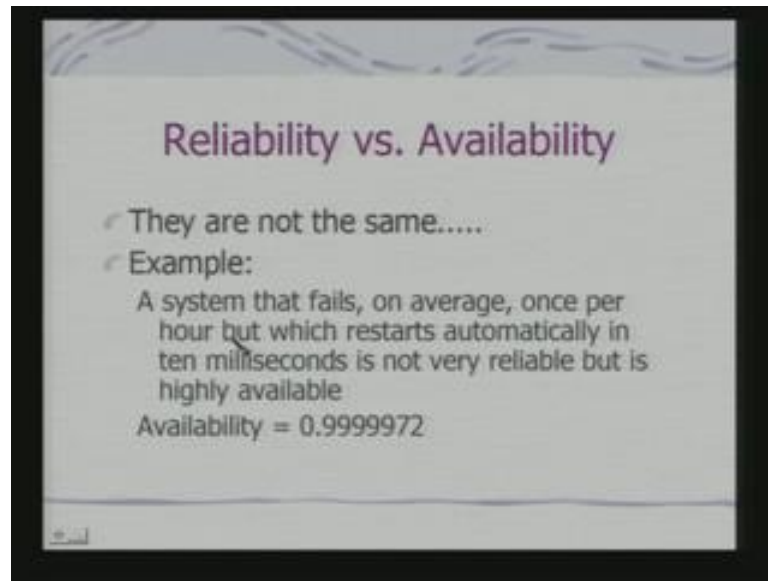 Reliability vs. Availability
They are not the same.....
Example:
A system that fails, on average, once per
hour but which restarts automatically in
ten milliseconds is not very reliable but is
highly available
Availability = 0.9999972